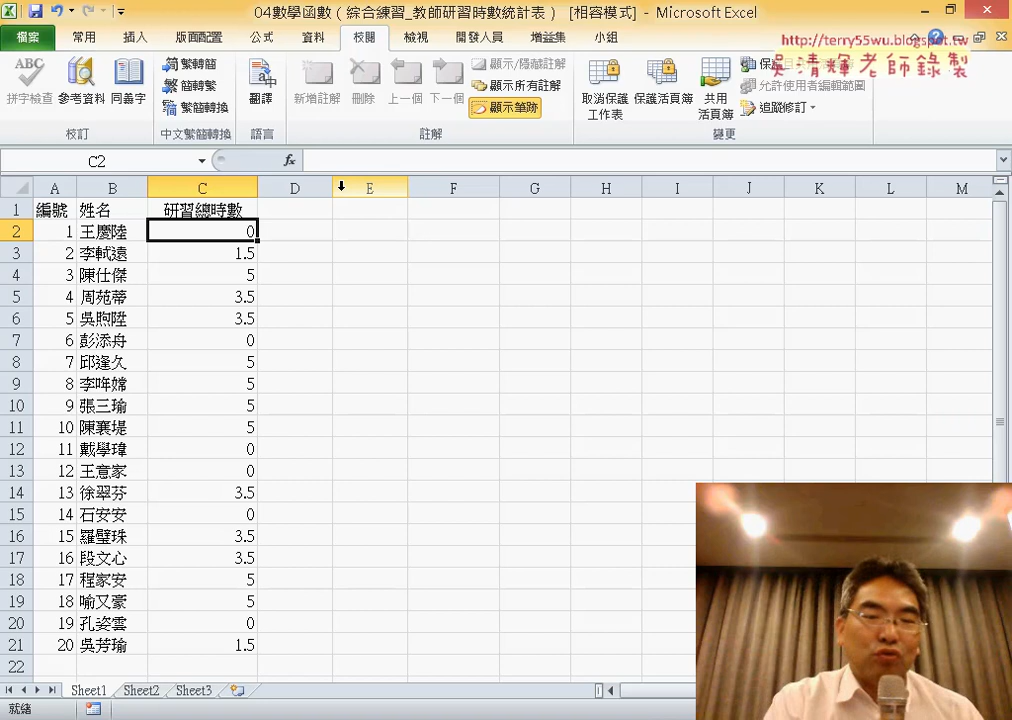 04數學函數（綜合練習_教師研習時數統計表） [相容模式] - Microsoft Excel
檔案 常用 插入 版面配置 公式 資料 校閱 檢視 開發人員 增益集 小組
http://terry55wu.blogspot.tw
吳清輝老師錄製
ABC
拼字檢查 參考資料 同義字
校訂
繁轉簡
簡轉繁
繁簡轉換
中文繁簡轉換
翻譯
語言
新增註解 刪除 上一個 下一個
顯示/隱藏註解
顯示所有註解
顯示筆跡
註解
取消保護工作表 保護活頁簿 共用活頁簿
允許使用者編輯範圍
追蹤修訂
變更
C2 fx
A B C D E F G H I J K L M
1 編號 姓名 研習總時數
2 1 王慶陸 0
3 2 李軾遠 1.5
4 3 陳仕傑 5
5 4 周苑蒂 3.5
6 5 吳煦陞 3.5
7 6 彭添舟 0
8 7 邱逢久 5
9 8 李哖嫦 5
10 9 張三瑜 5
11 10 陳襄堤 5
12 11 戴學瑋 0
13 12 王意家 0
14 13 徐翠芬 3.5
15 14 石安安 0
16 15 羅璧珠 3.5
17 16 段文心 3.5
18 17 程家安 5
19 18 喻又豪 5
20 19 孔姿雲 0
21 20 吳芳瑜 1.5
22
Sheet1 Sheet2 Sheet3
就緒